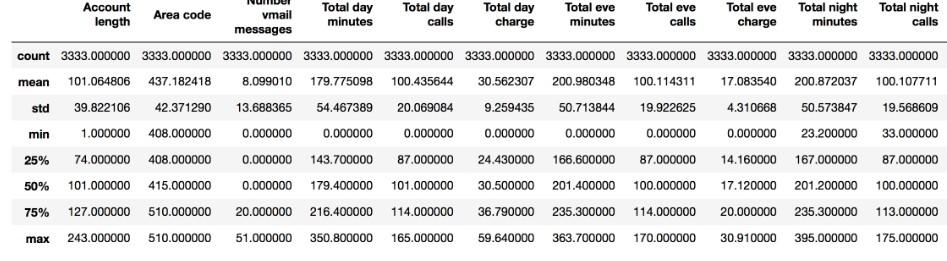 Account length Area code Number vmail messages Total day minutes Total day calls Total day charge Total eve minutes Total eve calls Total eve charge Total night minutes Total night calls
count 3333.000000 3333.000000 3333.000000 3333.000000 3333.000000 3333.000000 3333.000000 3333.000000 3333.000000 3333.000000 3333.000000
mean 101.064806 437.182418 8.099010 179.775098 100.435644 30.562307 200.980348 100.114311 17.083540 200.872037 100.107711
std 39.822106 42.371290 13.688365 54.467389 20.069084 9.259435 50.713844 19.922625 4.310668 50.573847 19.568609
min 1.000000 408.000000 0.000000 0.000000 0.000000 0.000000 0.000000 0.000000 0.000000 23.200000 33.000000
25% 74.000000 408.000000 0.000000 143.700000 87.000000 24.430000 166.600000 87.000000 14.160000 167.000000 87.000000
50% 101.000000 415.000000 0.000000 179.400000 101.000000 30.500000 201.400000 100.000000 17.120000 201.200000 100.000000
75% 127.000000 510.000000 20.000000 216.400000 114.000000 36.790000 235.300000 114.000000 20.000000 235.300000 113.000000
max 243.000000 510.000000 51.000000 350.800000 165.000000 59.640000 363.700000 170.000000 30.910000 395.000000 175.000000